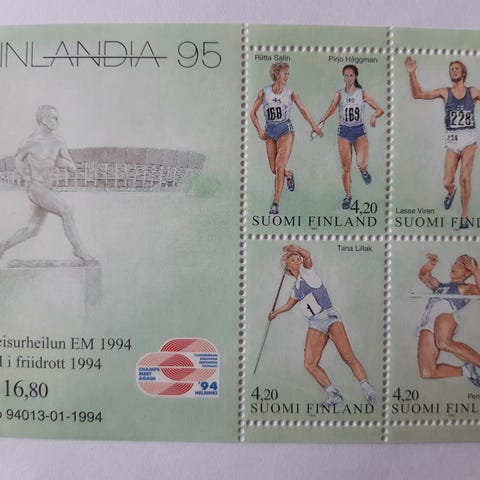 INLANDIA 95
eisurheilun EM 1994
I i friidrott 1994
16,80
94013-01-1994
CHAMPS
MEET
AGAIN
'94
HELSINKI
Riitta Salin
Pirjo Häggman
168
169
4,20
SUOMI FINLAND
228
Lasse Viren
SUOMI FINLAND
Tiina Lillak
1
4,20
SUOMI FINLAND
4,20
Pen
SUOMI FINLAND